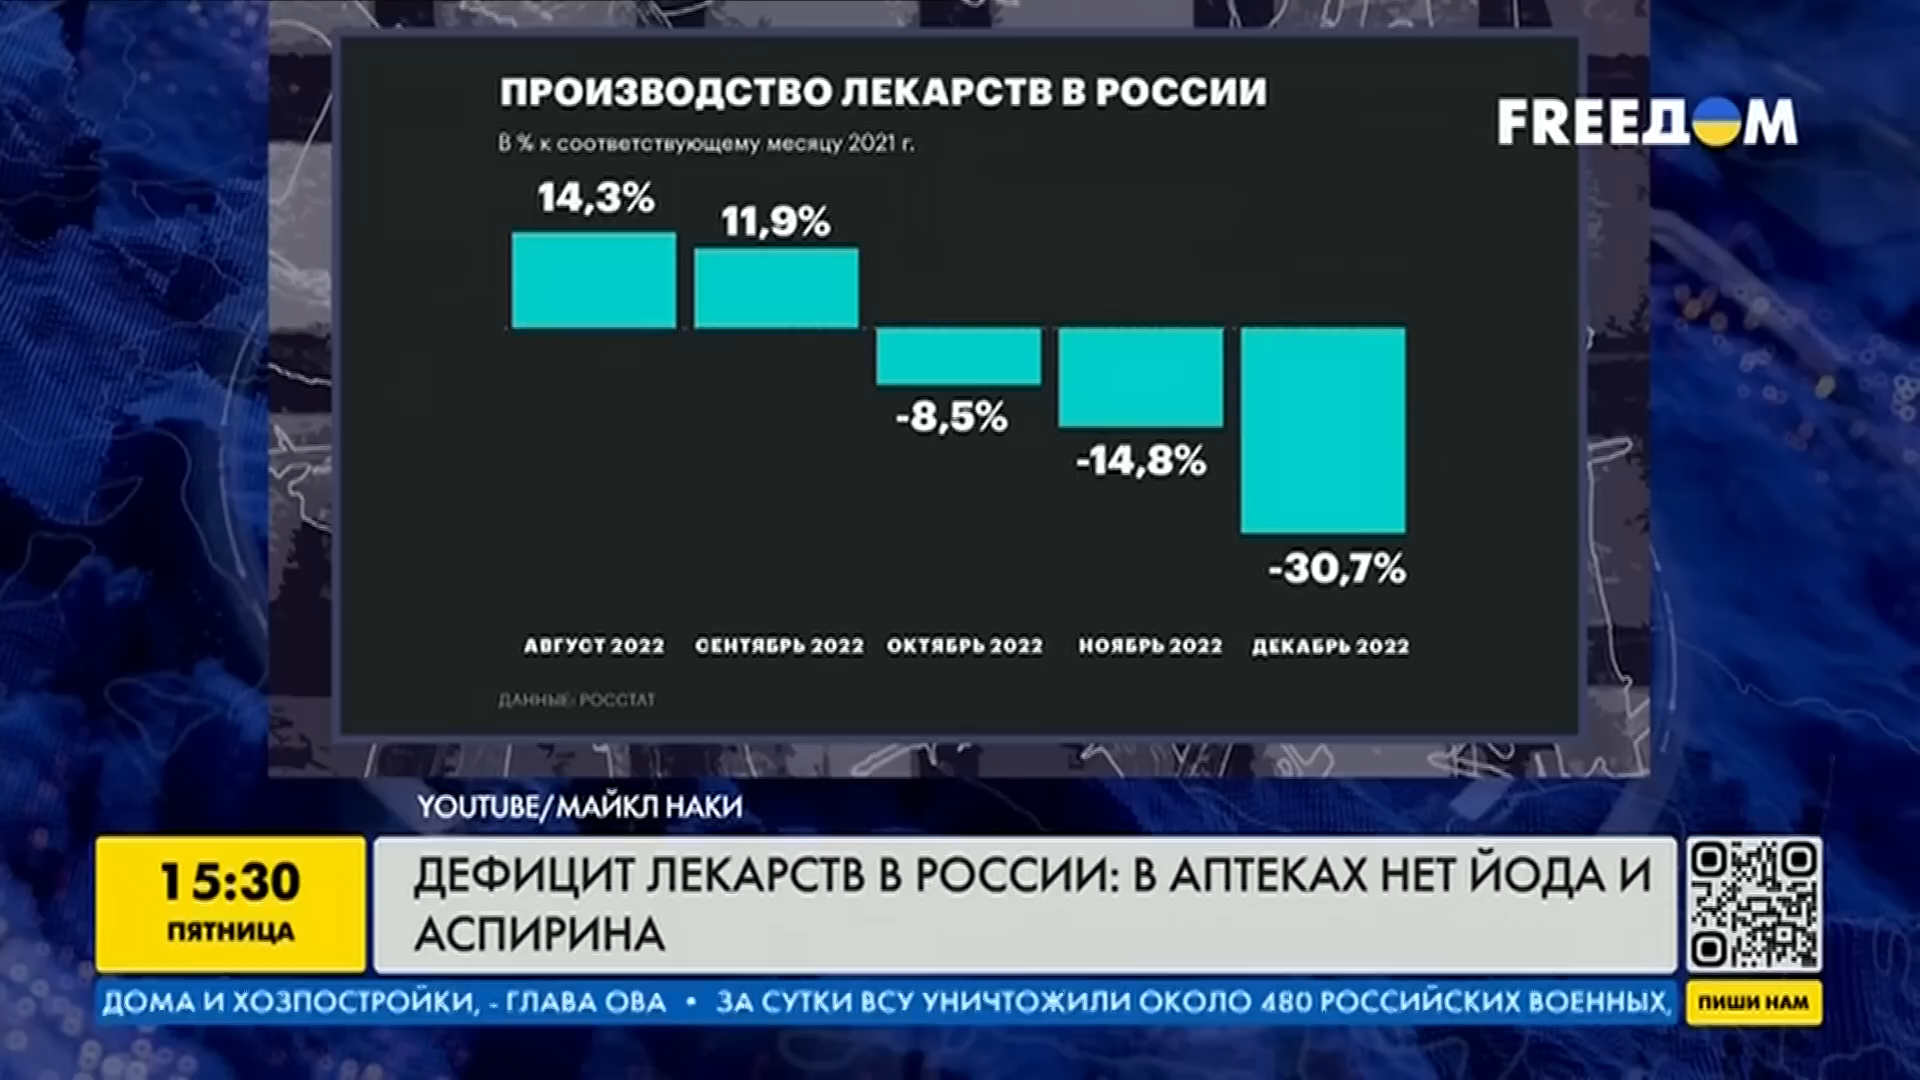 ПРОИЗВОДСТВО ЛЕКАРСТВ В РОССИИ
В % к соответствующему месяцу 2021 г.
FREEДOM
14,3%
11,9%
-8,5%
-14,8%
-30,7%
АВГУСТ 2022
СЕНТЯБРЬ 2022
ОКТЯБРЬ 2022
НОЯБРЬ 2022
ДЕКАБРЬ 2022
ДАННЫЕ: РОССТАТ
YOUTUBE/МАЙКЛ НАКИ
15:30
ПЯТНИЦА
ДЕФИЦИТ ЛЕКАРСТВ В РОССИИ: В АПТЕКАХ НЕТ ЙОДА И
АСПИРИНА
ДОМА И ХОЗПОСТРОЙКИ, - ГЛАВА ОВА • ЗА СУТКИ ВСУ УНИЧТОЖИЛИ ОКОЛО 480 РОССИЙСКИХ ВОЕННЫХ,
ПИШИ НАМ